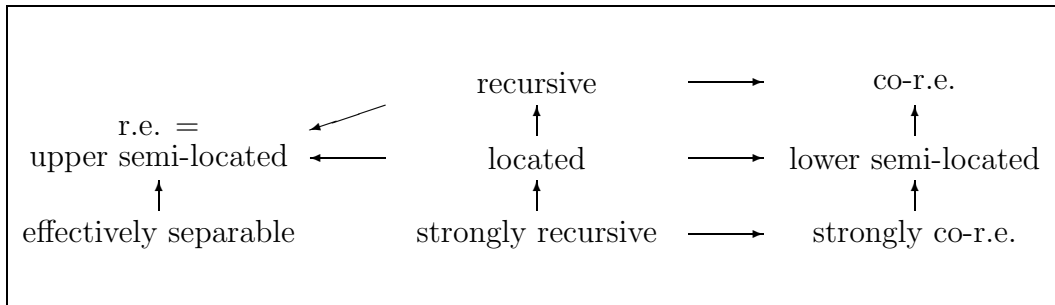 recursive
co-r.e.
r.e. =
upper semi-located
located
lower semi-located
effectively separable
strongly recursive
strongly co-r.e.